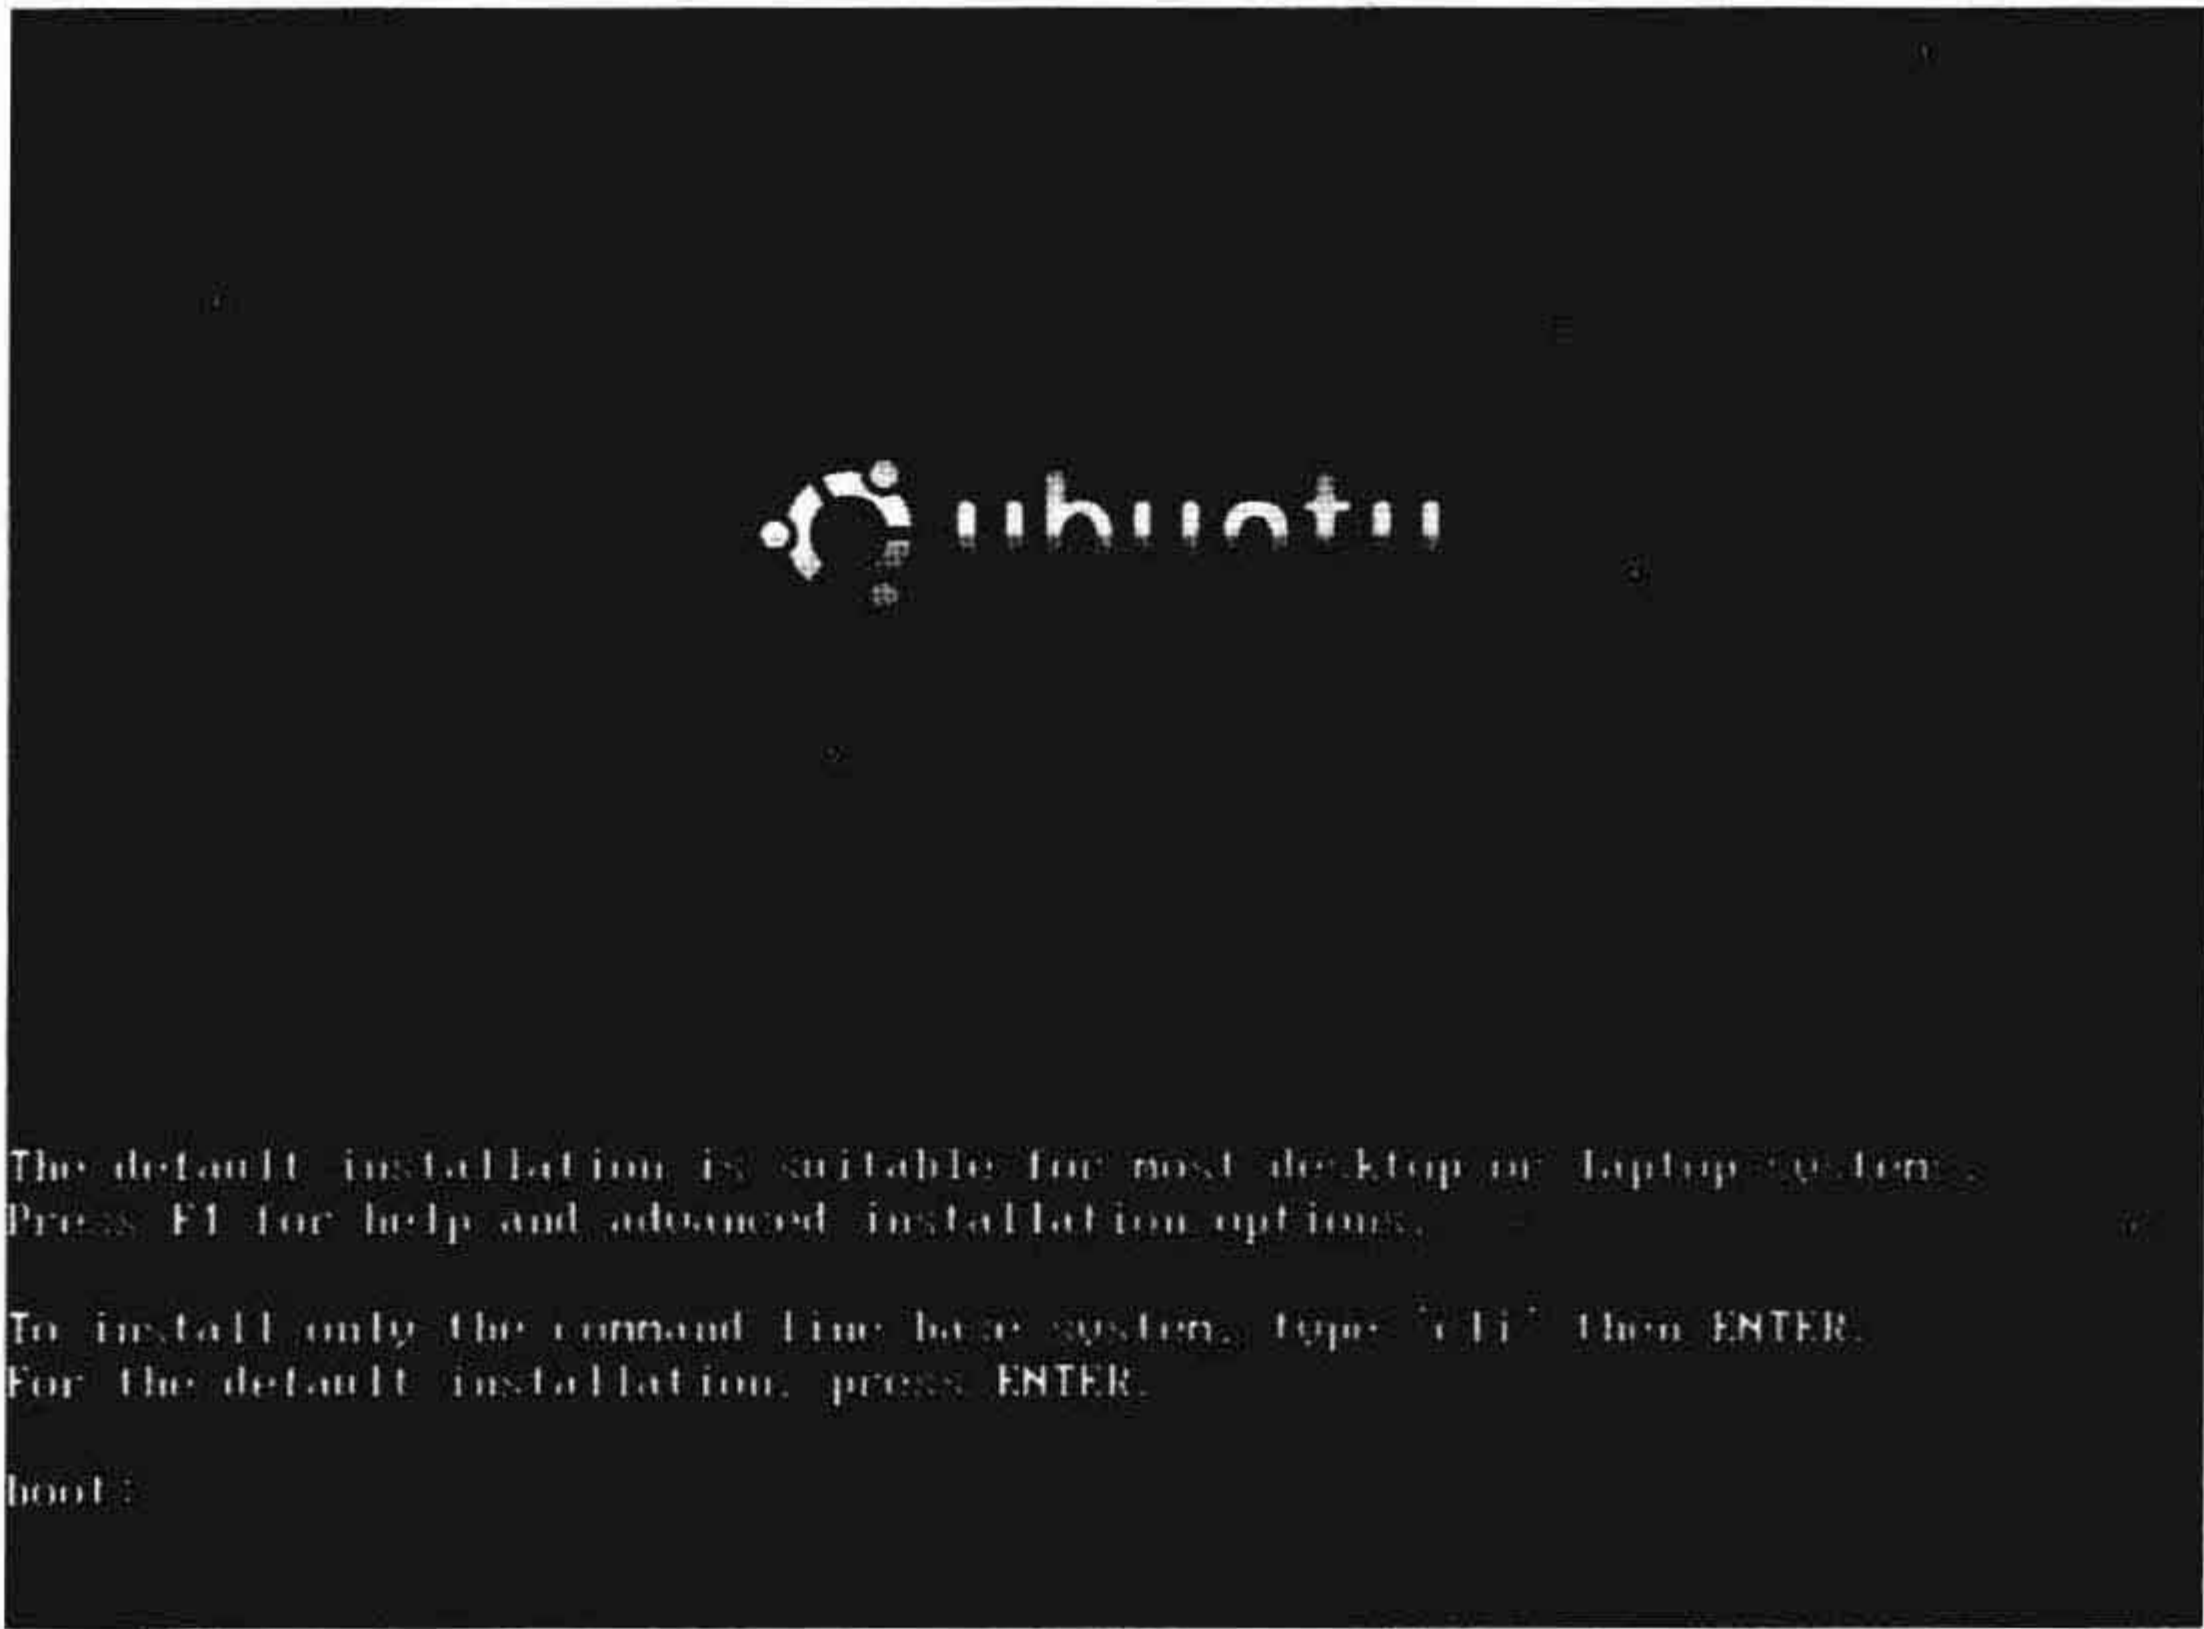 ubuntu
The default installation is suitable for most desktop or laptop systems.
Press F1 for help and advanced installation options.
To install only the command line base system, type 'cli' then ENTER.
For the default installation, press ENTER.
boot: